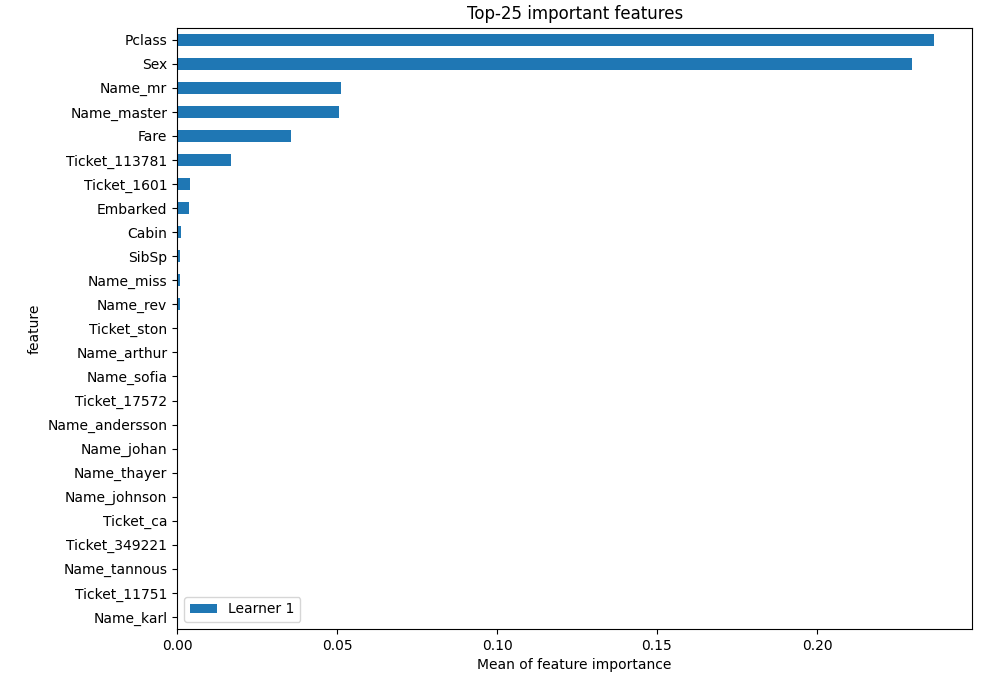 Top-25 important features
Pclass
Sex
Name_mr
Name_master
Fare
Ticket_113781
Ticket_1601
Embarked
Cabin
SibSp
Name_miss
Name_rev
Ticket_ston
Name_arthur
Name_sofia
Ticket_17572
Name_andersson
Name_johan
Name_thayer
Name_johnson
Ticket_ca
Ticket_349221
Name_tannous
Ticket_11751
Name_karl
feature
Learner 1
0.00 0.05 0.10 0.15 0.20
Mean of feature importance